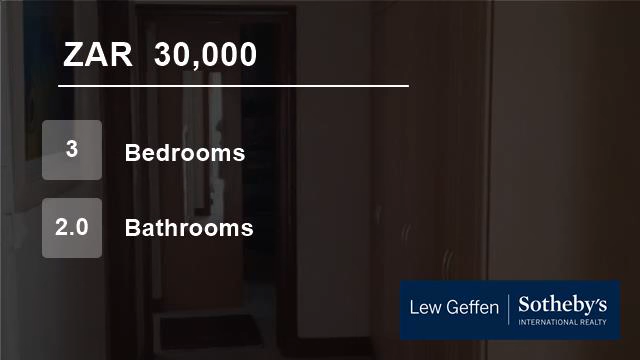 ZAR 30,000
3 Bedrooms
2.0 Bathrooms
Lew Geffen | Sotheby's
INTERNATIONAL REALTY